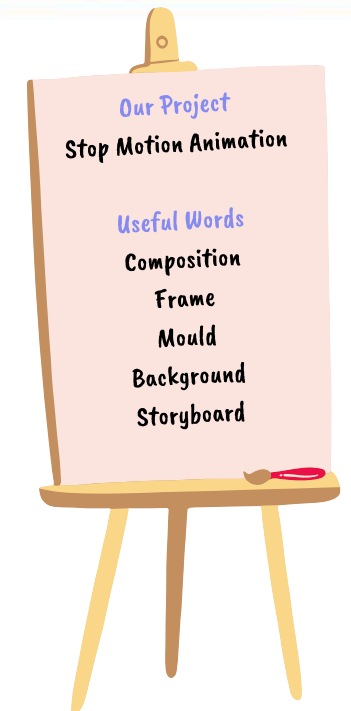 Our Project
Stop Motion Animation
Useful Words
Composition
Frame
Mould
Background
Storyboard